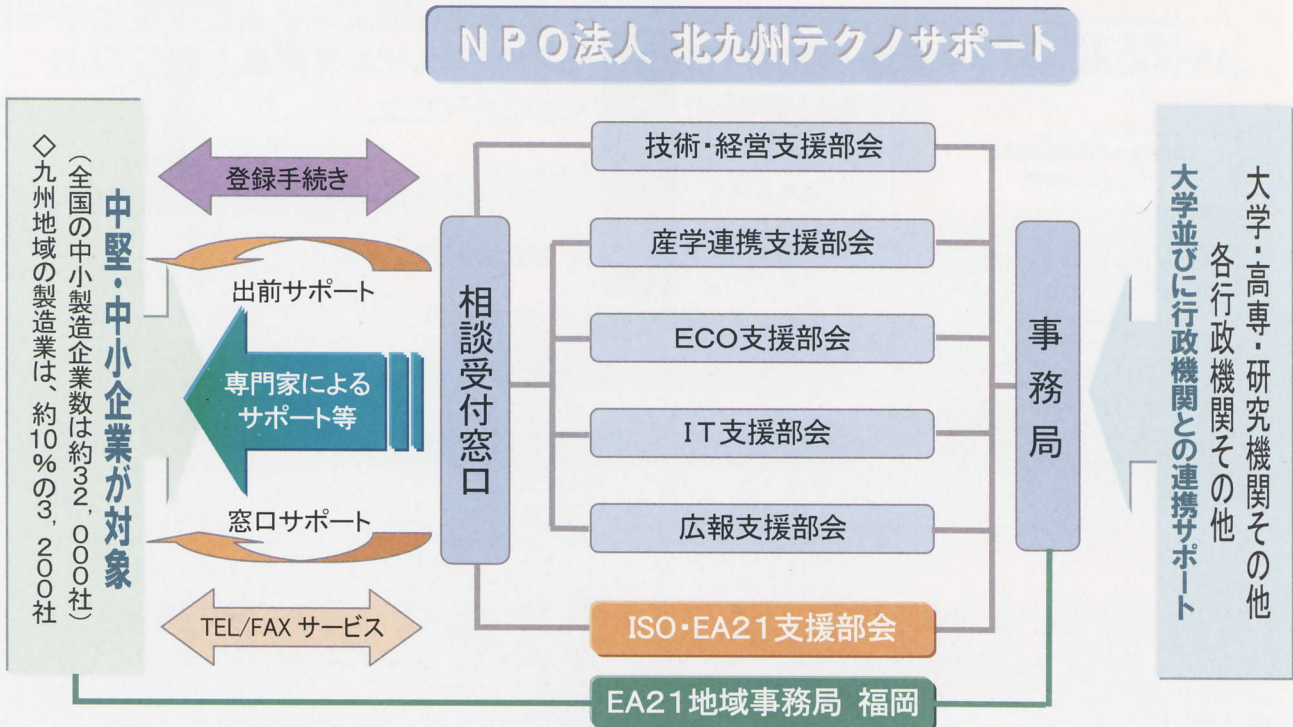 NPO法人 北九州テクノサポート
中堅・中小企業が対象
(全国の中小製造企業数は約32,000社)
◇九州地域の製造業は、約10%の3,200社
登録手続き
出前サポート
専門家による
サポート等
窓口サポート
TEL/FAX サービス
相談受付窓口
技術・経営支援部会
産学連携支援部会
ECO支援部会
IT支援部会
広報支援部会
ISO・EA21支援部会
EA21地域事務局 福岡
事務局
大学・高専・研究機関その他
各行政機関その他
大学並びに行政機関との連携サポート